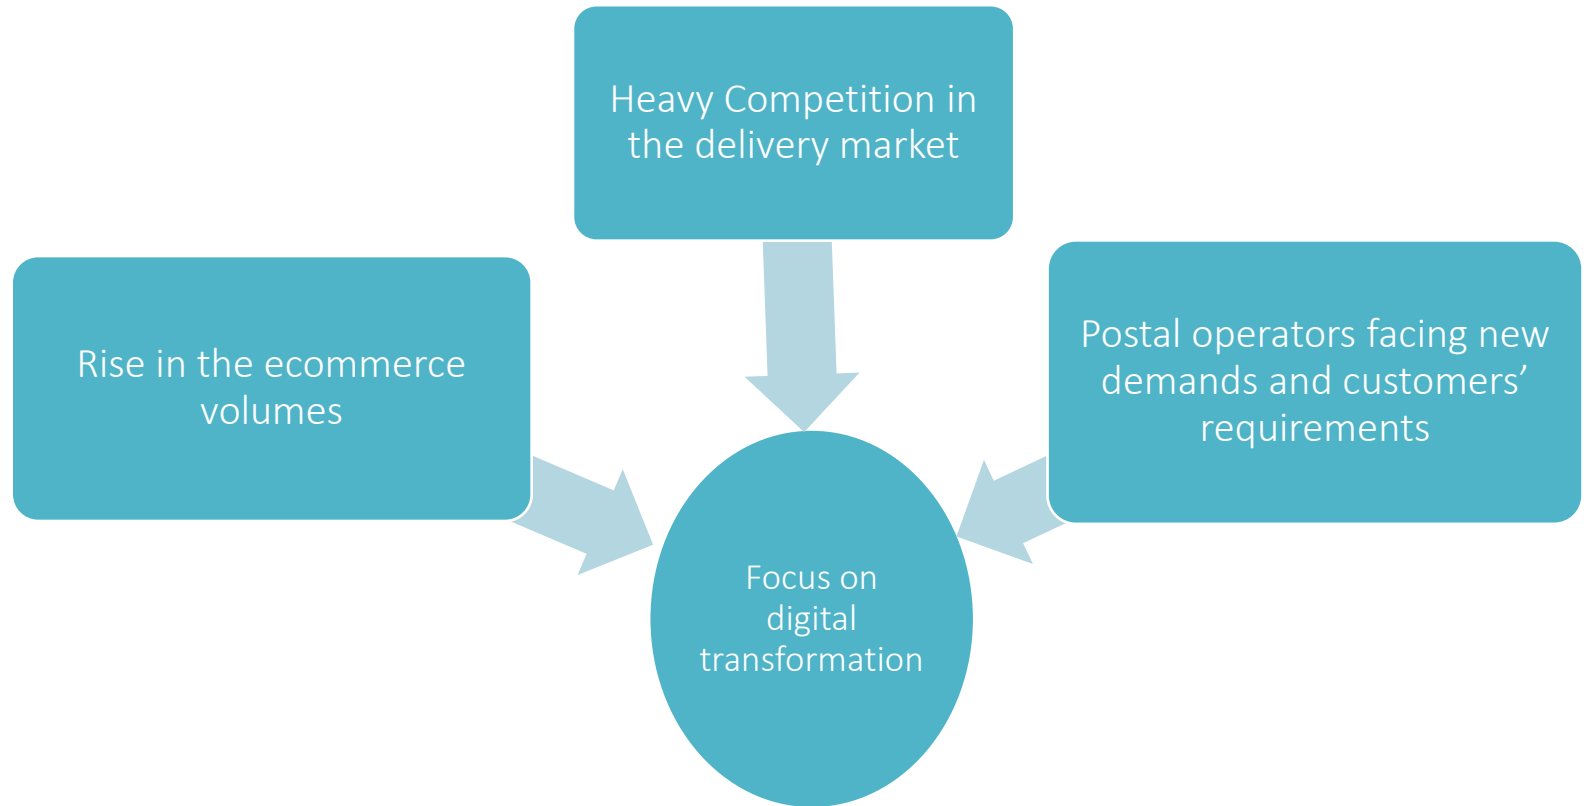 Heavy Competition in
the delivery market
Rise in the ecommerce
volumes
Postal operators facing new
demands and customers’
requirements
Focus on
digital
transformation